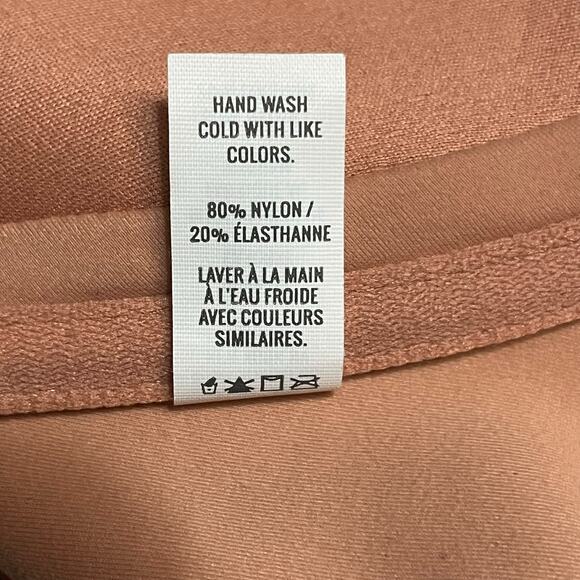 HAND WASH
COLD WITH LIKE
COLORS.
80% NYLON /
20% ÉLASTHANNE
LAVER À LA MAIN
À L'EAU FROIDE
AVEC COULEURS
SIMILAIRES.